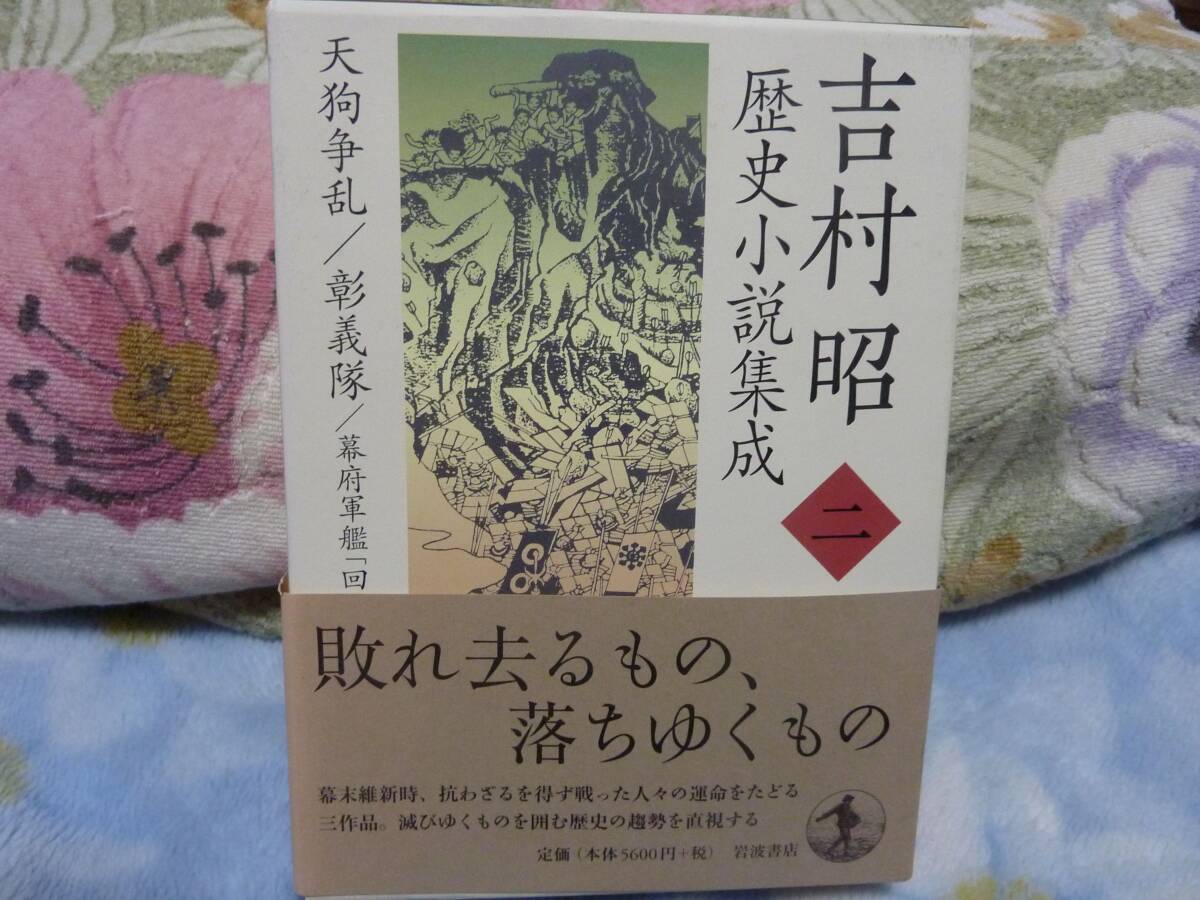 吉村昭
歴史小説集成
二
天狗争乱／彰義隊／幕府軍艦「回
敗れ去るもの、
落ちゆくもの
幕末維新時、抗わざるを得ず戦った人々の運命をたどる
三作品。滅びゆくものを囲む歴史の趨勢を直視する
定価（本体5600円+税） 岩波書店